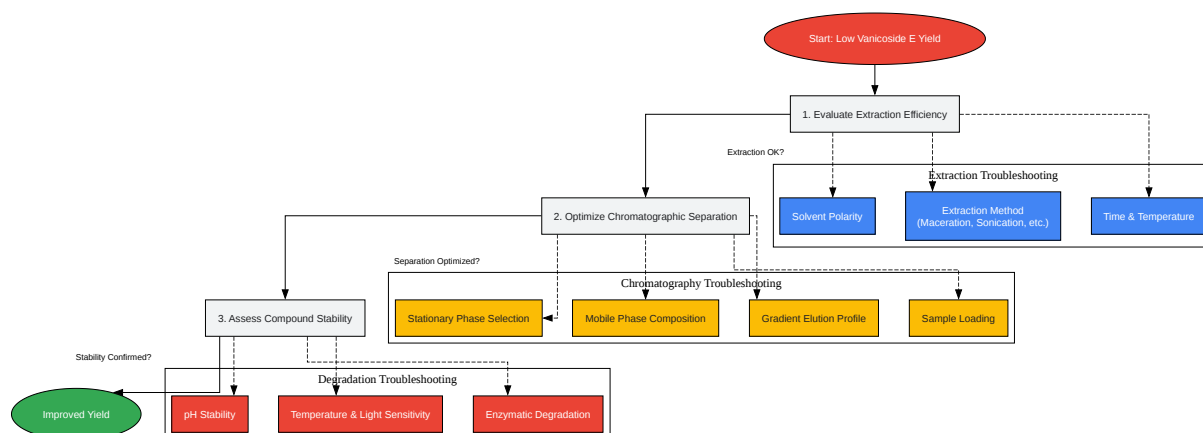 Start: Low Vanicoside E Yield
1. Evaluate Extraction Efficiency
Extraction OK?
Extraction Troubleshooting
Solvent Polarity
Extraction Method
(Maceration, Sonication, etc.)
Time & Temperature
2. Optimize Chromatographic Separation
Separation Optimized?
Chromatography Troubleshooting
Stationary Phase Selection
Mobile Phase Composition
Gradient Elution Profile
Sample Loading
3. Assess Compound Stability
Stability Confirmed?
Degradation Troubleshooting
Improved Yield
pH Stability
Temperature & Light Sensitivity
Enzymatic Degradation